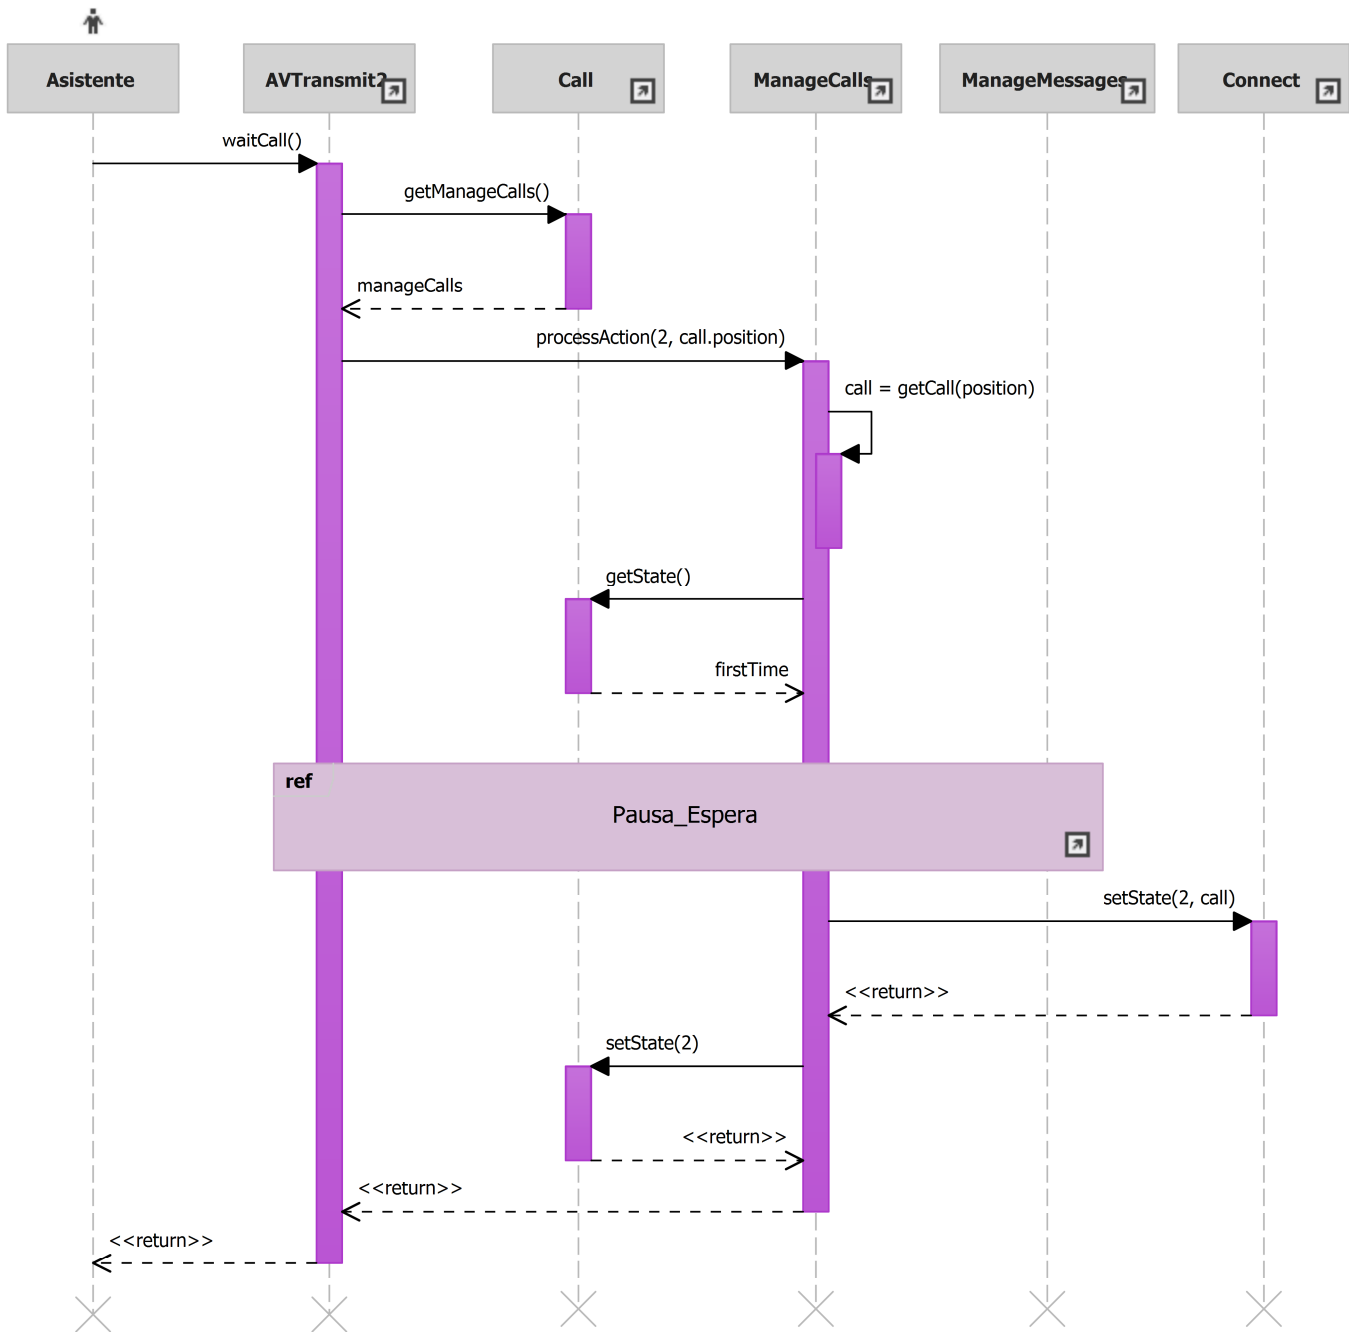 Asistente
AVTransmit2
Call
ManageCalls
ManageMessages
Connect
waitCall()
getManageCalls()
manageCalls
processAction(2, call.position)
call = getCall(position)
getState()
firstTime
ref
Pausa_Espera
setState(2, call)
<<return>>
setState(2)
<<return>>
<<return>>
<<return>>